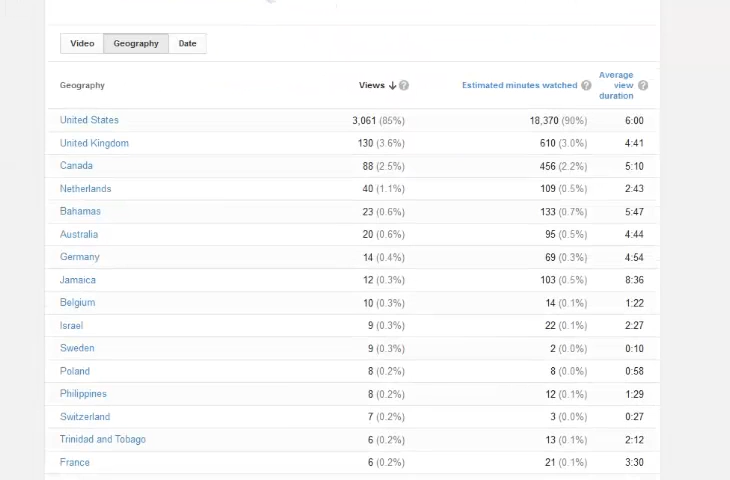 Video Geography Date
Geography Views Estimated minutes watched Average view duration
United States 3,061 (85%) 18,370 (90%) 6:00
United Kingdom 130 (3.6%) 610 (3.0%) 4:41
Canada 88 (2.5%) 456 (2.2%) 5:10
Netherlands 40 (1.1%) 109 (0.5%) 2:43
Bahamas 23 (0.6%) 133 (0.7%) 5:47
Australia 20 (0.6%) 95 (0.5%) 4:44
Germany 14 (0.4%) 69 (0.3%) 4:54
Jamaica 12 (0.3%) 103 (0.5%) 8:36
Belgium 10 (0.3%) 14 (0.1%) 1:22
Israel 9 (0.3%) 22 (0.1%) 2:27
Sweden 9 (0.3%) 2 (0.0%) 0:10
Poland 8 (0.2%) 8 (0.0%) 0:58
Philippines 8 (0.2%) 12 (0.1%) 1:29
Switzerland 7 (0.2%) 3 (0.0%) 0:27
Trinidad and Tobago 6 (0.2%) 13 (0.1%) 2:12
France 6 (0.2%) 21 (0.1%) 3:30